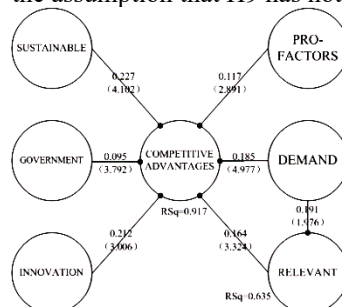 the assumption that H9 has not
SUSTAINABLE
PRO-
FACTORS
0.227
(4.102)
0.117
(2.891)
GOVERNMENT
0.095
(3.792)
COMPETITIVE
ADVANTAGES
0.185
(4.977)
DEMAND
RSq=0.917
0.191
(1.976)
0.212
(3.006)
0.164
(3.324)
INNOVATION
RELEVANT
RSq=0.635